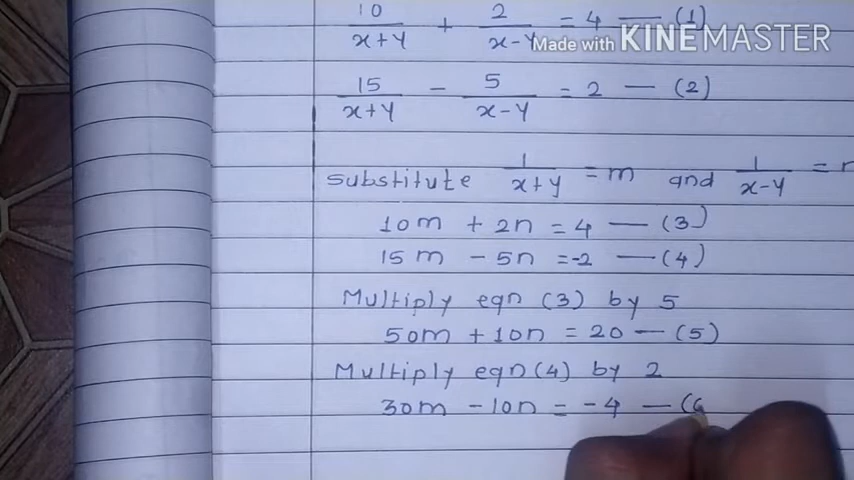 10/x+y + 2/x-y = 4 — (1)
Made with KINEMASTER
15/x+y - 5/x-y = 2 — (2)
substitute 1/x+y = m and 1/x-y = n
10m + 2n = 4 — (3)
15m - 5n = -2 — (4)
Multiply eqn (3) by 5
50m + 10n = 20 — (5)
Multiply eqn (4) by 2
30m - 10n = -4 — (6